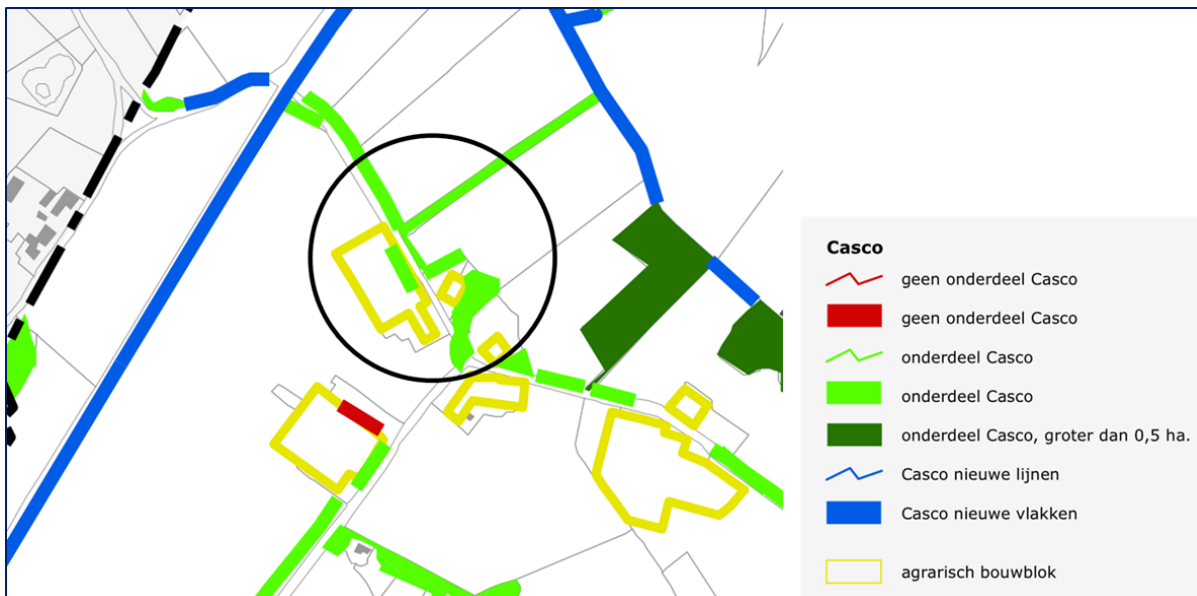 Casco
geen onderdeel Casco
geen onderdeel Casco
onderdeel Casco
onderdeel Casco
onderdeel Casco, groter dan 0,5 ha.
Casco nieuwe lijnen
Casco nieuwe vlakken
agrarisch bouwblok